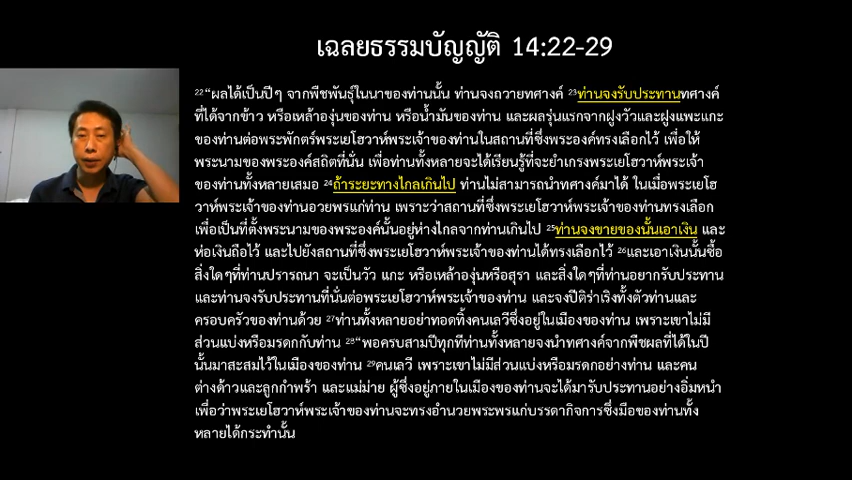 เฉลยธรรมบัญญัติ 14:22-29
22“ผลได้เป็นปีๆ จากพืชพันธุ์ในนาของท่านนั้น ท่านจงถวายทศางค์ 23ท่านจงรับประทานทศางค์
ที่ได้จากข้าว หรือเหล้าองุ่นของท่าน หรือน้ำมันของท่าน และผลรุ่นแรกจากฝูงวัวและฝูงแพะแกะ
ของท่านต่อพระพักตร์พระเยโฮวาห์พระเจ้าของท่านในสถานที่ซึ่งพระองค์ทรงเลือกไว้ เพื่อให้
พระนามของพระองค์สถิตที่นั่น เพื่อท่านทั้งหลายจะได้เรียนรู้ที่จะยำเกรงพระเยโฮวาห์พระเจ้า
ของท่านทั้งหลายเสมอ 24ถ้าระยะทางไกลเกินไป ท่านไม่สามารถนำทศางค์มาได้ ในเมื่อพระเยโฮ
วาห์พระเจ้าของท่านอวยพรแก่ท่าน เพราะว่าสถานที่ซึ่งพระเยโฮวาห์พระเจ้าของท่านทรงเลือก
เพื่อเป็นที่ตั้งพระนามของพระองค์นั้นอยู่ห่างไกลจากท่านเกินไป 25ท่านจงขายของนั้นเอาเงิน และ
ห่อเงินถือไว้ และไปยังสถานที่ซึ่งพระเยโฮวาห์พระเจ้าของท่านได้ทรงเลือกไว้ 26และเอาเงินนั้นซื้อ
สิ่งใดๆที่ท่านปรารถนา จะเป็นวัว แกะ หรือเหล้าองุ่นหรือสุรา และสิ่งใดๆที่ท่านอยากรับประทาน
และท่านจงรับประทานที่นั่นต่อพระเยโฮวาห์พระเจ้าของท่าน และจงปีติร่าเริงทั้งตัวท่านและ
ครอบครัวของท่านด้วย 27ท่านทั้งหลายอย่าทอดทิ้งคนเลวีซึ่งอยู่ในเมืองของท่าน เพราะเขาไม่มี
ส่วนแบ่งหรือมรดกกับท่าน 28“พอครบสามปีทุกทีท่านทั้งหลายจงนำทศางค์จากพืชผลที่ได้ในปี
นั้นมาสะสมไว้ในเมืองของท่าน 29คนเลวี เพราะเขาไม่มีส่วนแบ่งหรือมรดกอย่างท่าน และคน
ต่างด้าวและลูกกำพร้า และแม่ม่าย ผู้ซึ่งอยู่ภายในเมืองของท่านจะได้มารับประทานอย่างอิ่มหนำ
เพื่อว่าพระเยโฮวาห์พระเจ้าของท่านจะทรงอำนวยพระพรแก่บรรดากิจการซึ่งมือของท่านทั้ง
หลายได้กระทำนั้น